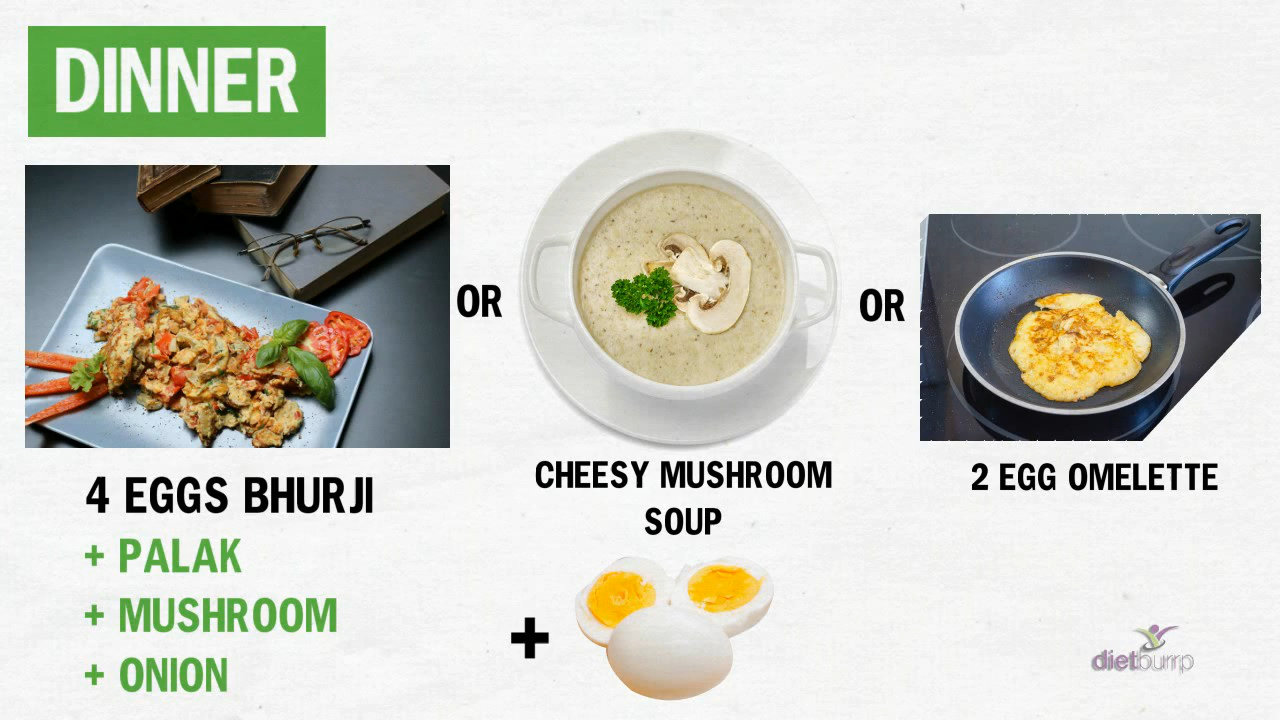 DINNER
OR
OR
4 EGGS BHURJI
+ PALAK
+ MUSHROOM
+ ONION
CHEESY MUSHROOM
SOUP
+
2 EGG OMELETTE
dietburrp